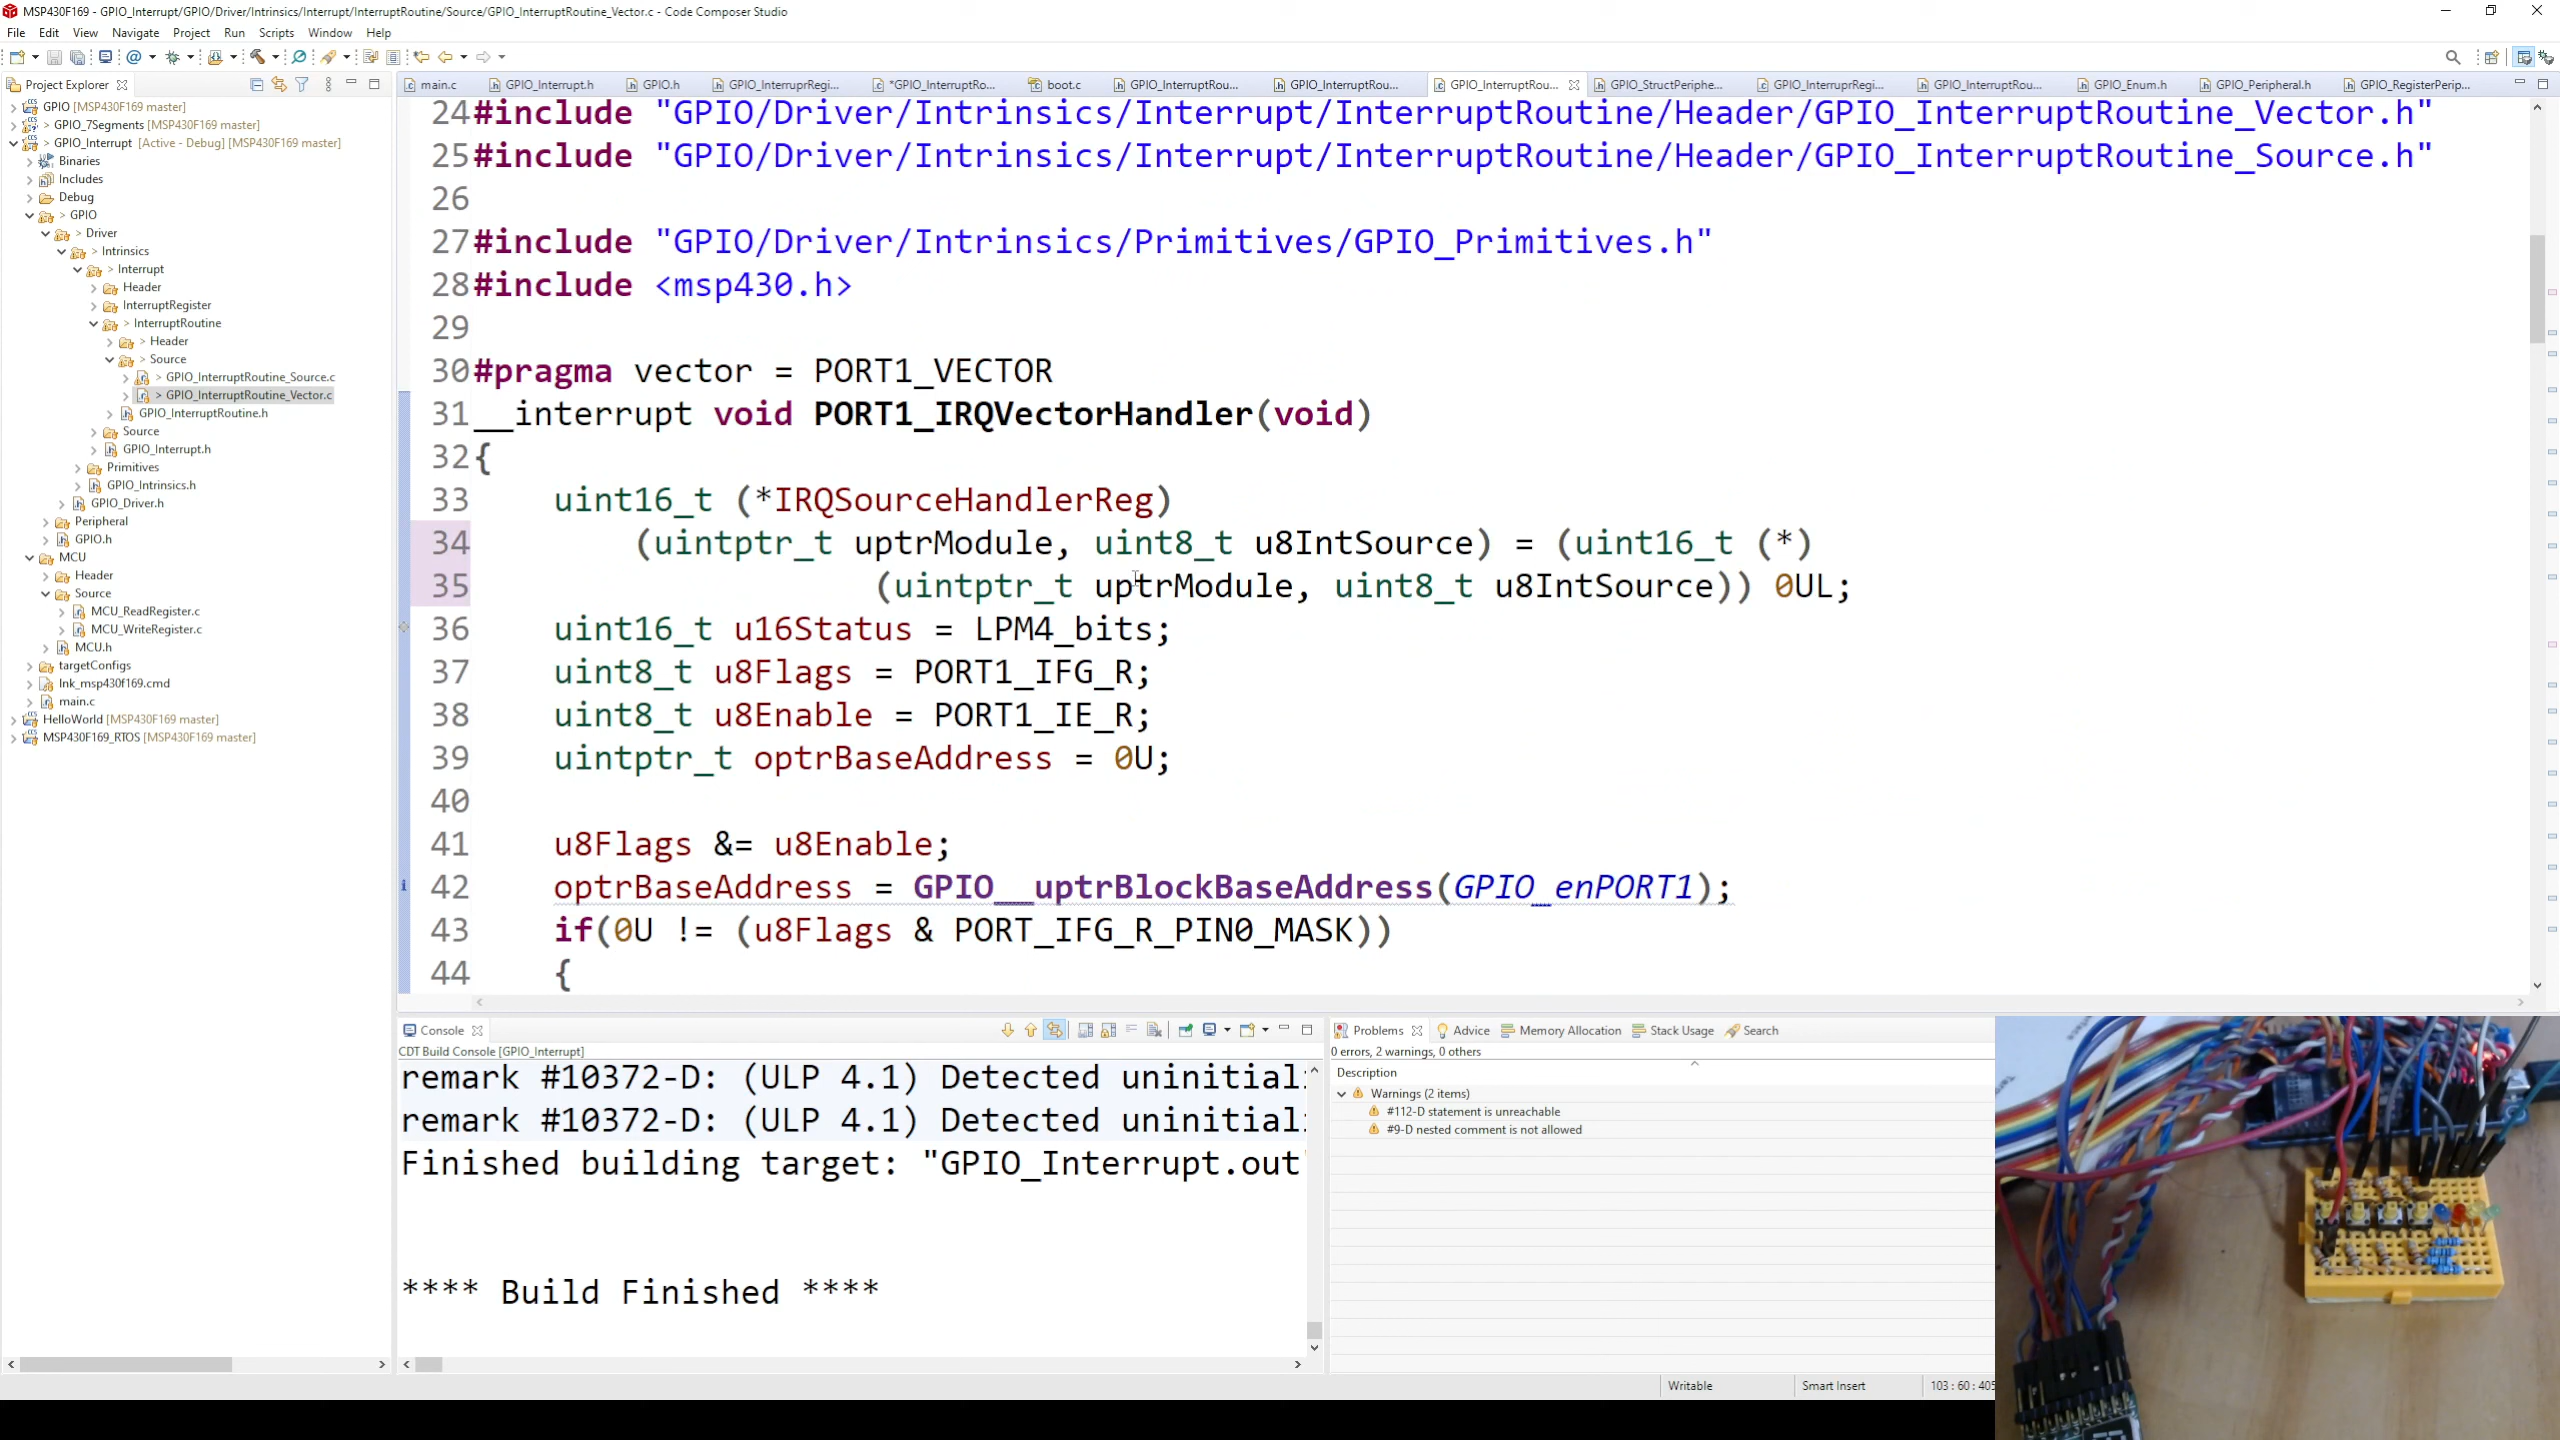 MSP430F169 - GPIO_Interrupt/GPIO/Driver/Intrinsics/Interrupt/InterruptRoutine/Source/GPIO_InterruptRoutine_Vector.c - Code Composer Studio
File Edit View Navigate Project Run Scripts Window Help
Project Explorer
main.c GPIO_Interrupt.h GPIO.h GPIO_InterruprRegi... *GPIO_InterruptRo... boot.c GPIO_InterruptRou... GPIO_InterruptRou... GPIO_InterruptRou... GPIO_StructPeriphe... GPIO_InterruprRegi... GPIO_InterruptRou... GPIO_Enum.h GPIO_Peripheral.h GPIO_RegisterPerip...
GPIO [MSP430F169 master]
> GPIO_7Segments [MSP430F169 master]
> GPIO_Interrupt [Active - Debug] [MSP430F169 master]
Binaries
Includes
Debug
> GPIO
> Driver
> Intrinsics
> Interrupt
Header
InterruptRegister
> InterruptRoutine
> Header
> Source
> GPIO_InterruptRoutine_Source.c
> GPIO_InterruptRoutine_Vector.c
GPIO_InterruptRoutine.h
Source
GPIO_Interrupt.h
Primitives
GPIO_Intrinsics.h
GPIO_Driver.h
Peripheral
GPIO.h
MCU
Header
Source
MCU_ReadRegister.c
MCU_WriteRegister.c
MCU.h
targetConfigs
lnk_msp430f169.cmd
main.c
HelloWorld [MSP430F169 master]
MSP430F169_RTOS [MSP430F169 master]
24 #include "GPIO/Driver/Intrinsics/Interrupt/InterruptRoutine/Header/GPIO_InterruptRoutine_Vector.h"
25 #include "GPIO/Driver/Intrinsics/Interrupt/InterruptRoutine/Header/GPIO_InterruptRoutine_Source.h"
26
27 #include "GPIO/Driver/Intrinsics/Primitives/GPIO_Primitives.h"
28 #include <msp430.h>
29
30 #pragma vector = PORT1_VECTOR
31 __interrupt void PORT1_IRQVectorHandler(void)
32 {
33 uint16_t (*IRQSourceHandlerReg)
34 (uintptr_t uptrModule, uint8_t u8IntSource) = (uint16_t (*)
35 (uintptr_t uptrModule, uint8_t u8IntSource)) 0UL;
36 uint16_t u16Status = LPM4_bits;
37 uint8_t u8Flags = PORT1_IFG_R;
38 uint8_t u8Enable = PORT1_IE_R;
39 uintptr_t optrBaseAddress = 0U;
40
41 u8Flags &= u8Enable;
42 optrBaseAddress = GPIO__uptrBlockBaseAddress(GPIO_enPORT1);
43 if(0U != (u8Flags & PORT_IFG_R_PIN0_MASK))
44 {
Console
CDT Build Console [GPIO_Interrupt]
remark #10372-D: (ULP 4.1) Detected uninitial
remark #10372-D: (ULP 4.1) Detected uninitial
Finished building target: "GPIO_Interrupt.out
**** Build Finished ****
Problems Advice Memory Allocation Stack Usage Search
0 errors, 2 warnings, 0 others
Description
Warnings (2 items)
#112-D statement is unreachable
#9-D nested comment is not allowed
Writable Smart Insert 103 : 60 : 405